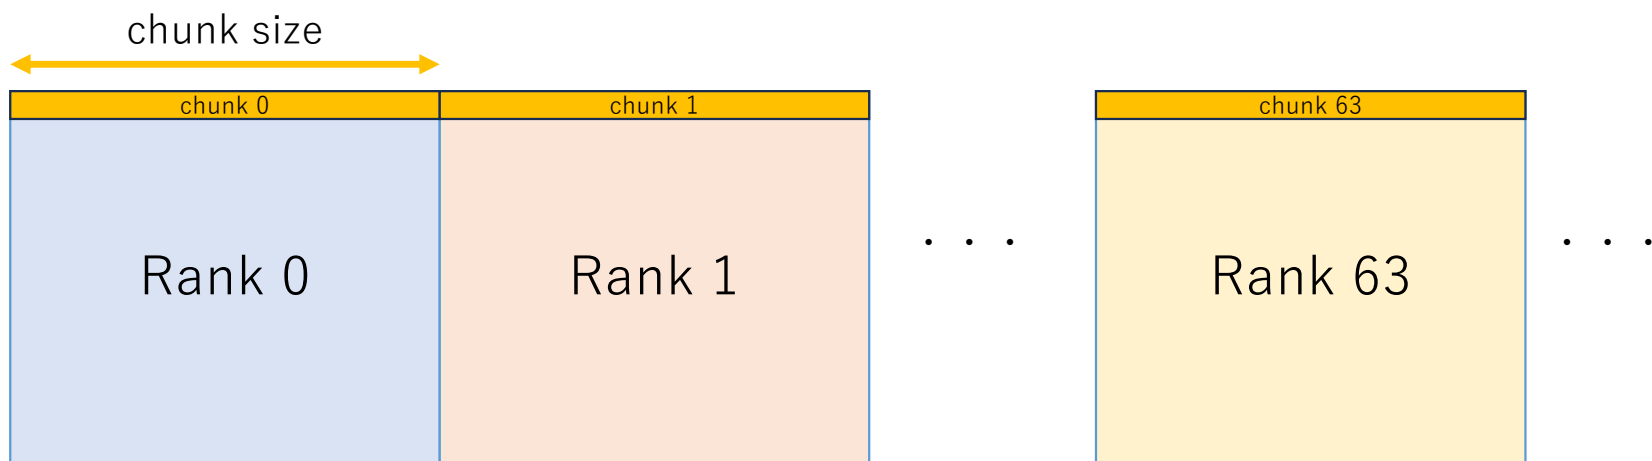 chunk size
chunk 0
chunk 1
chunk 63
Rank 0
Rank 1
. . .
Rank 63
. . .